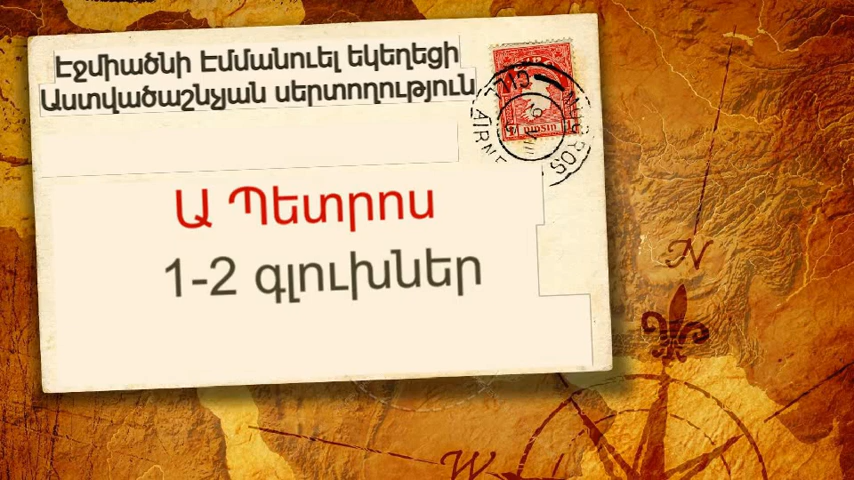 Էջմիածնի Էմմանուել եկեղեցի
Աստվածաշնչյան սերտողություն
Ա Պետրոս
1-2 գլուխներ
N
W